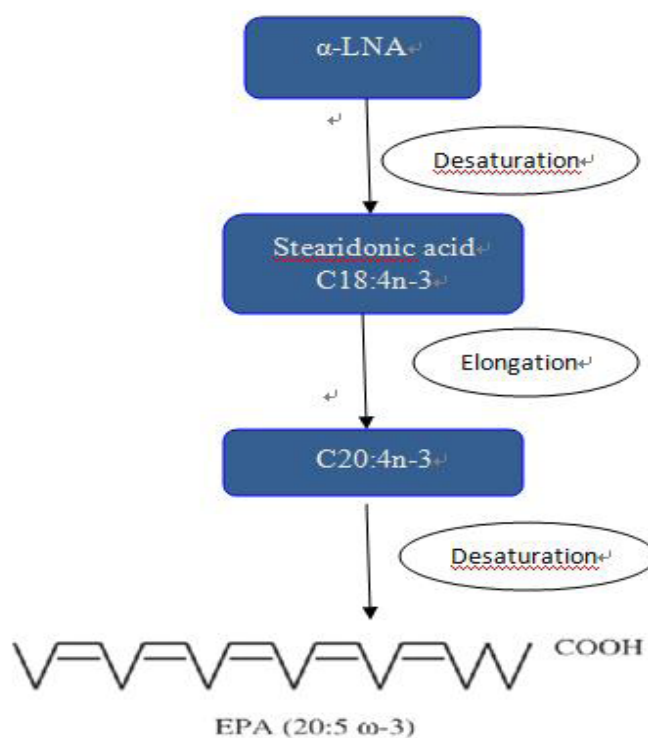 α-LNA
Desaturation
Stearidonic acid
C18:4n-3
Elongation
C20:4n-3
Desaturation
COOH
EPA (20:5 ω-3)